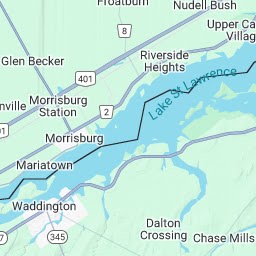 Froatburn
Nudell Bush
8
Upper Ca
Village
Riverside
Heights
Glen Becker
401
Lake St Lawrence
nville
Morrisburg
Station
2
Morrisburg
Mariatown
Waddington
345
Dalton
Crossing
Chase Mills